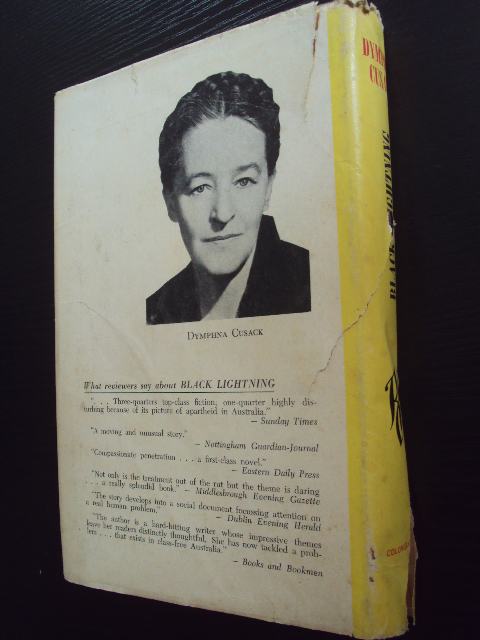 DYMPHNA CUSACK
What reviewers say about BLACK LIGHTNING
". . . Three-quarters top-class fiction, one-quarter highly dis-
turbing because of its picture of apartheid in Australia."
— Sunday Times
"A moving and unusual story."
— Nottingham Guardian-Journal
"Compassionate penetration . . . a first-class novel."
— Eastern Daily Press
"Not only is the treatment out of the rut but the theme is daring
. . . a really splendid book." — Middlesbrough Evening Gazette
"The story develops into a social document focussing attention on
a real human problem."
— Dublin Evening Herald
"The author is a hard-hitting writer whose impressive themes
leave her readers distinctly thoughtful. She has now tackled a prob-
lem . . . that exists in class-free Australia."
— Books and Bookmen
BLACK